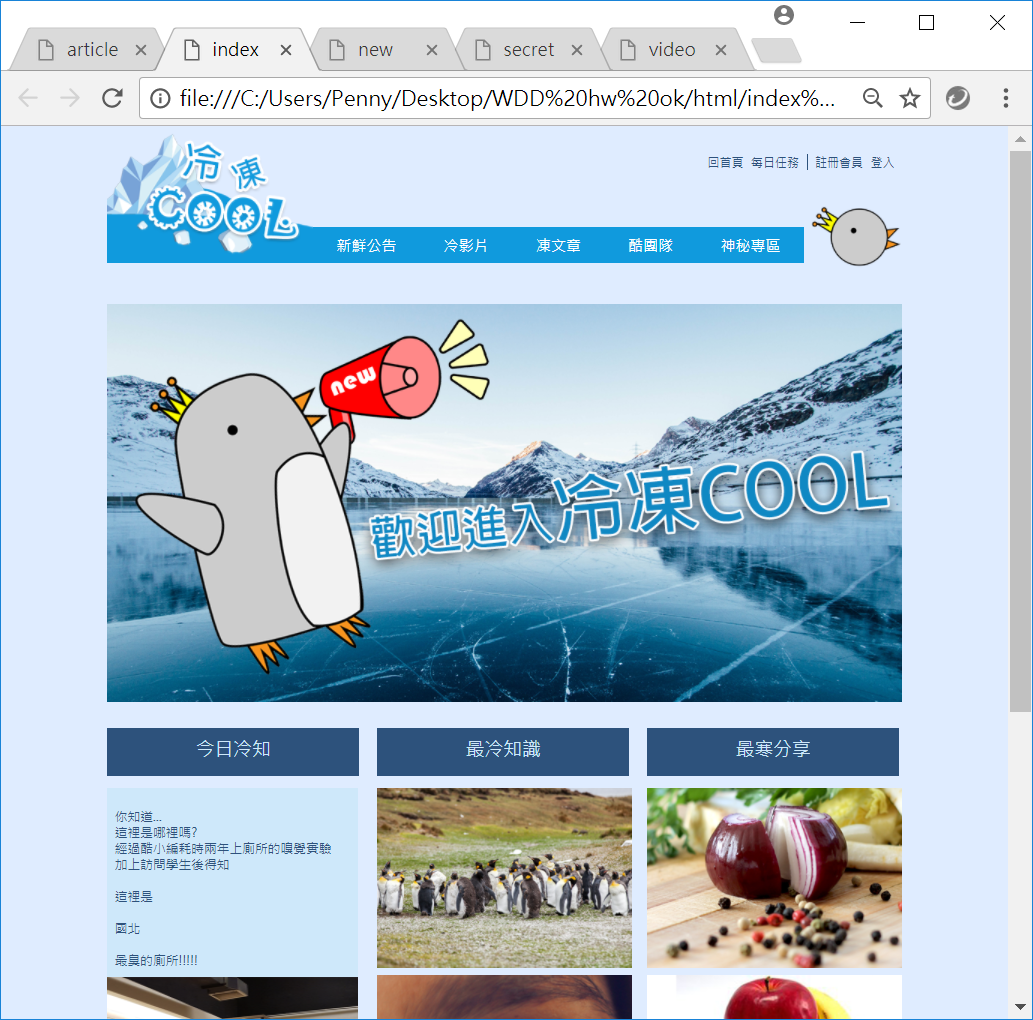 article
index
new
secret
video
file:///C:/Users/Penny/Desktop/WDD%20hw%20ok/html/index%...
冷凍
COOL
回首頁 每日任務 | 註冊會員 登入
新鮮公告 冷影片 凍文章 酷團隊 神秘專區
new
歡迎進入冷凍COOL
今日冷知
最冷知識
最寒分享
你知道...
這裡是哪裡嗎?
經過酷小編耗時兩年上廁所的嗅覺實驗
加上訪問學生後得知
這裡是
國北
最臭的廁所!!!!!